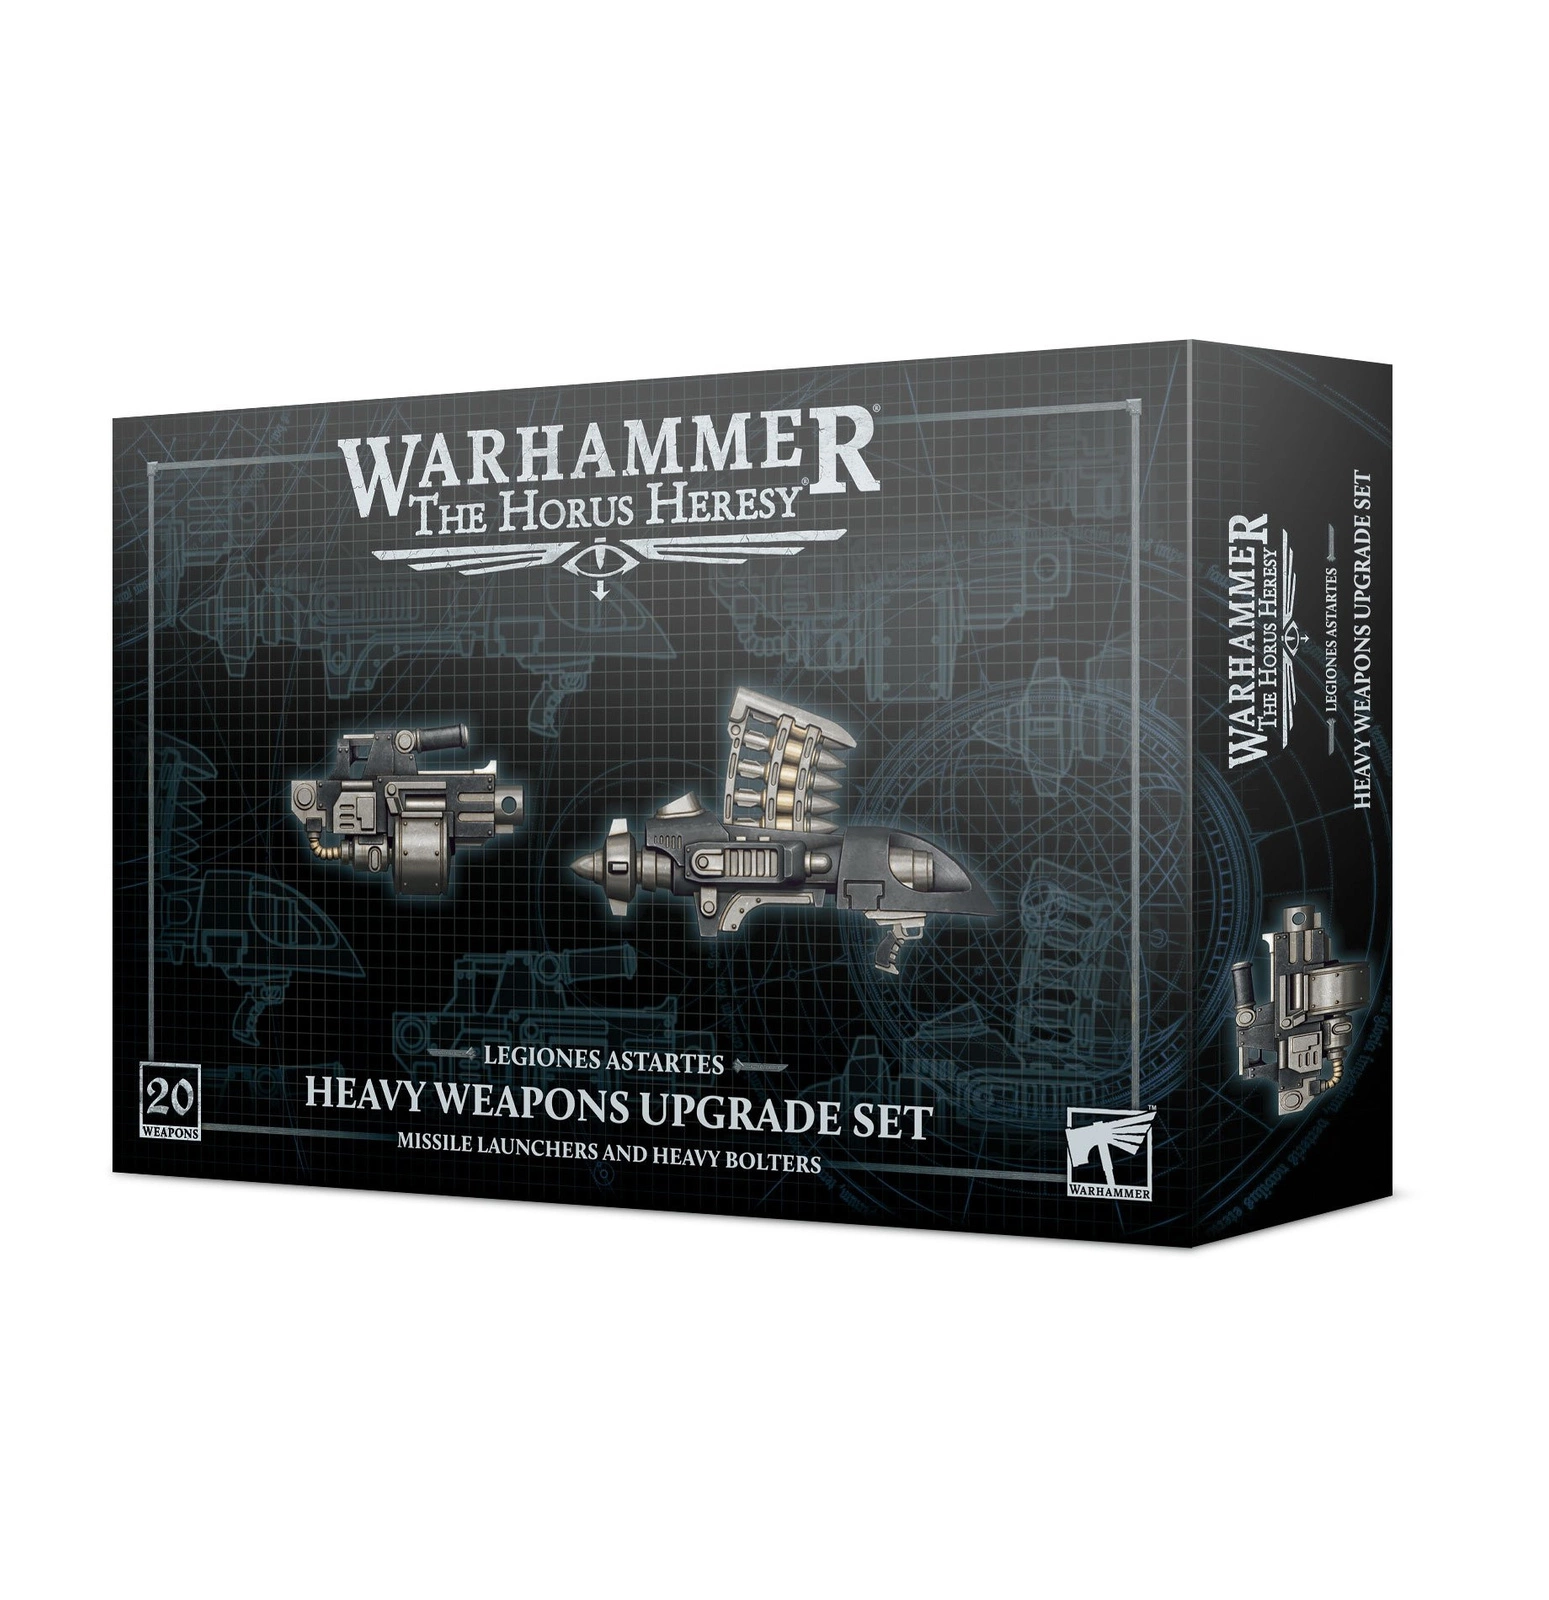 WARHAMMER®
THE HORUS HERESY®
LEGIONES ASTARTES
HEAVY WEAPONS UPGRADE SET
MISSILE LAUNCHERS AND HEAVY BOLTERS
20
WEAPONS
WARHAMMER™
WARHAMMER
THE HORUS HERESY
LEGIONES ASTARTES
HEAVY WEAPONS UPGRADE SET